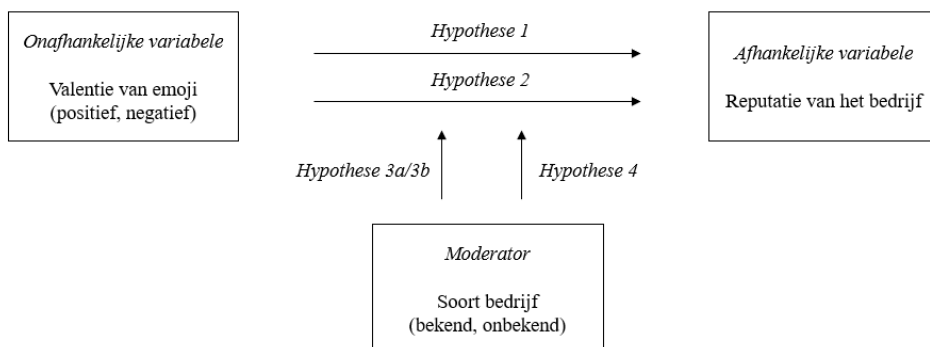 Onafhankelijke variabele
Valentie van emoji
(positief, negatief)
Hypothese 1
Hypothese 2
Afhankelijke variabele
Reputatie van het bedrijf
Hypothese 3a/3b
Hypothese 4
Moderator
Soort bedrijf
(bekend, onbekend)